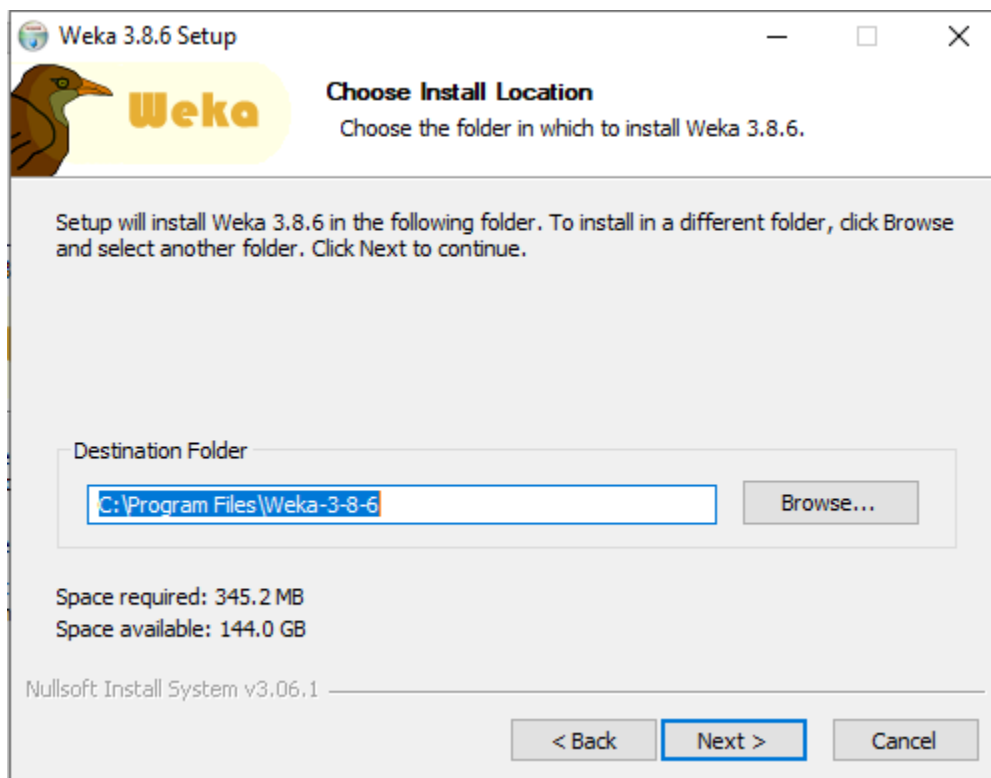 Weka 3.8.6 Setup
Weka
Choose Install Location
Choose the folder in which to install Weka 3.8.6.
Setup will install Weka 3.8.6 in the following folder. To install in a different folder, click Browse
and select another folder. Click Next to continue.
Destination Folder
C:\Program Files\Weka-3-8-6
Browse...
Space required: 345.2 MB
Space available: 144.0 GB
Nullsoft Install System v3.06.1
< Back
Next >
Cancel